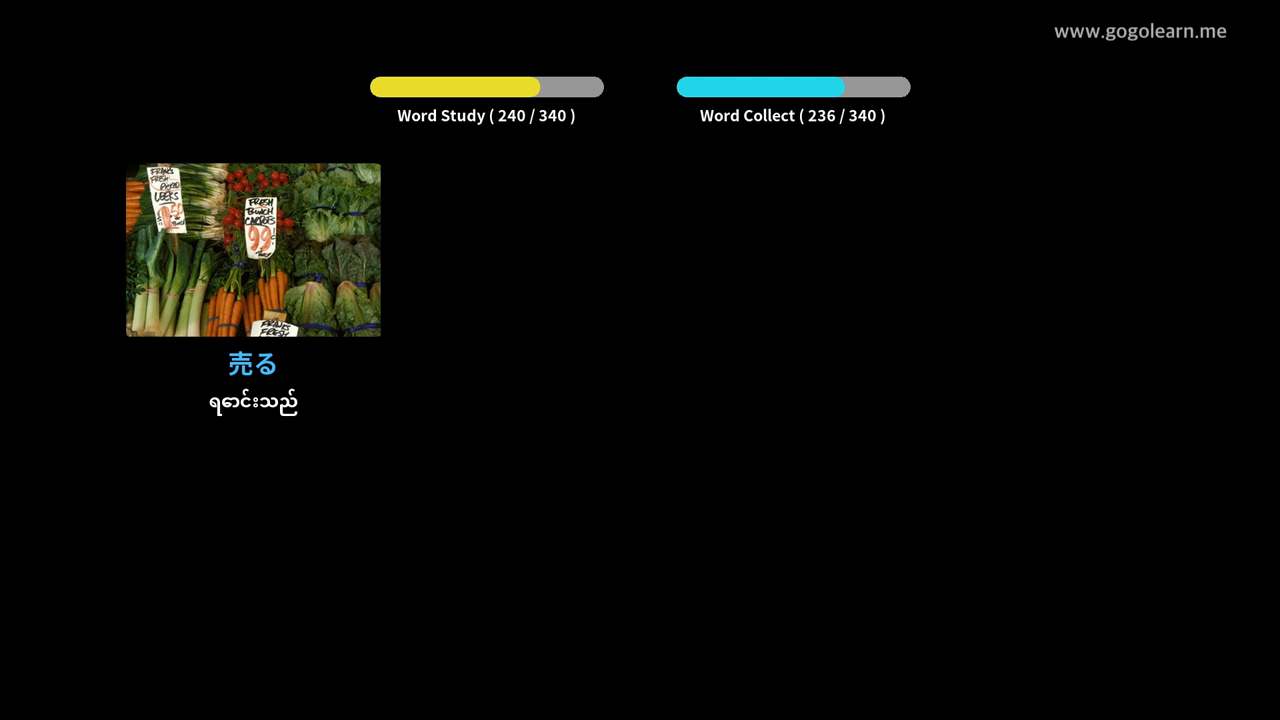 www.gogolearn.me
Word Study ( 240 / 340 )
Word Collect ( 236 / 340 )
FRESH
LEEKS
FRESH
BUNCH
CARROTS
99¢
売る
ရောင်းသည်